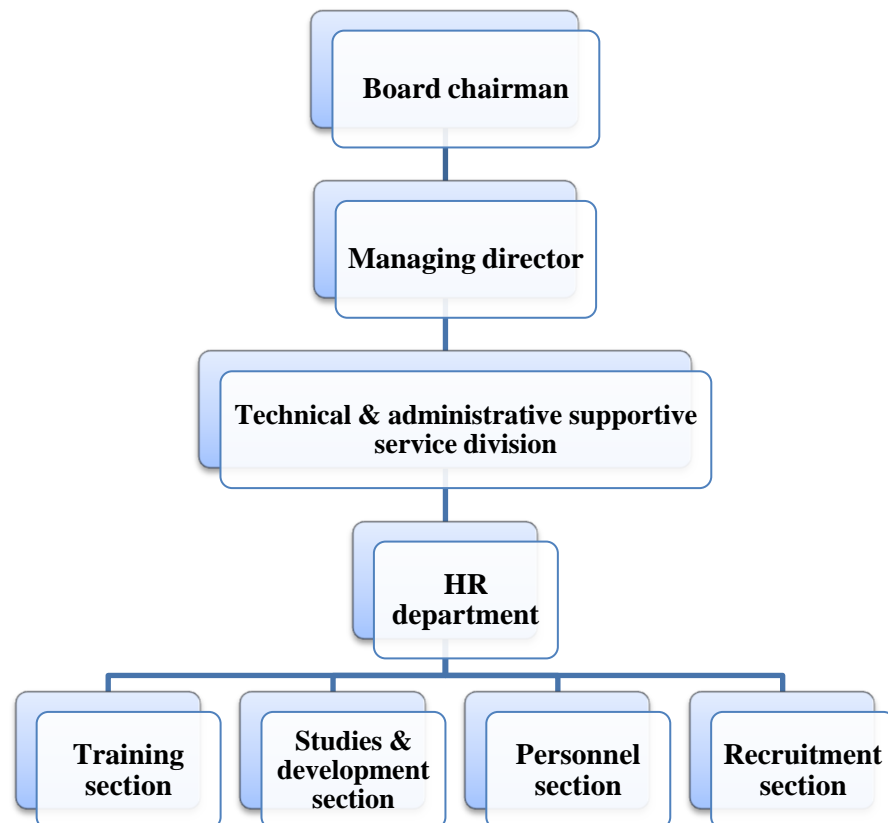 Board chairman
Managing director
Technical & administrative supportive
service division
HR
department
Training
section
Studies &
development
section
Personnel
section
Recruitment
section